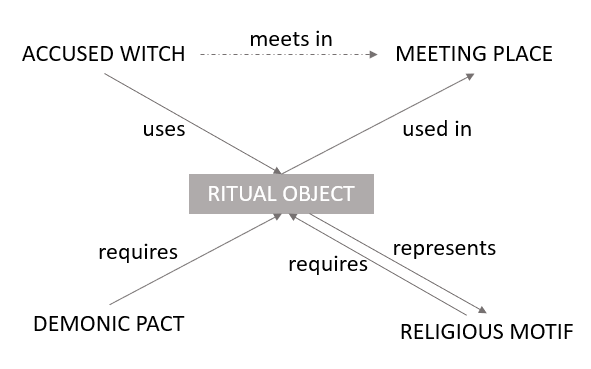 meets in
ACCUSED WITCH
MEETING PLACE
uses
used in
RITUAL OBJECT
requires
represents
requires
DEMONIC PACT
RELIGIOUS MOTIF